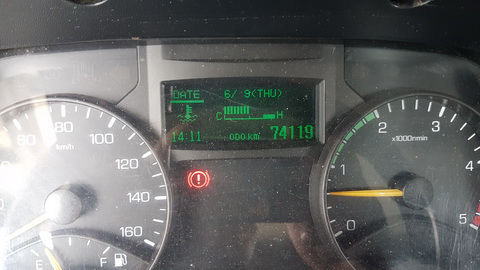 DATE 6/ 9(THU)
C H
14:11 ODO km 74119
80
100
120
140
160
km/h
E F
0
1
2
3
4
5
x1000r/min